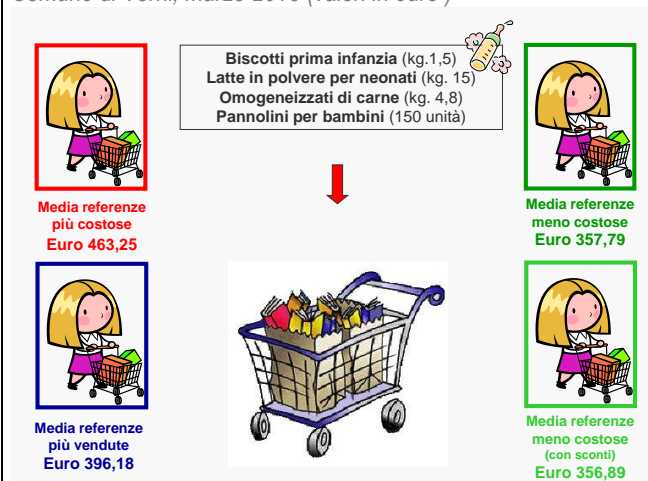 Biscotti prima infanzia (kg.1,5)
Latte in polvere per neonati (kg. 15)
Omogeneizzati di carne (kg. 4,8)
Pannolini per bambini (150 unità)
Media referenze
più costose
Euro 463,25
Media referenze
meno costose
Euro 357,79
Media referenze
più vendute
Euro 396,18
Media referenze
meno costose
(con sconti)
Euro 356,89